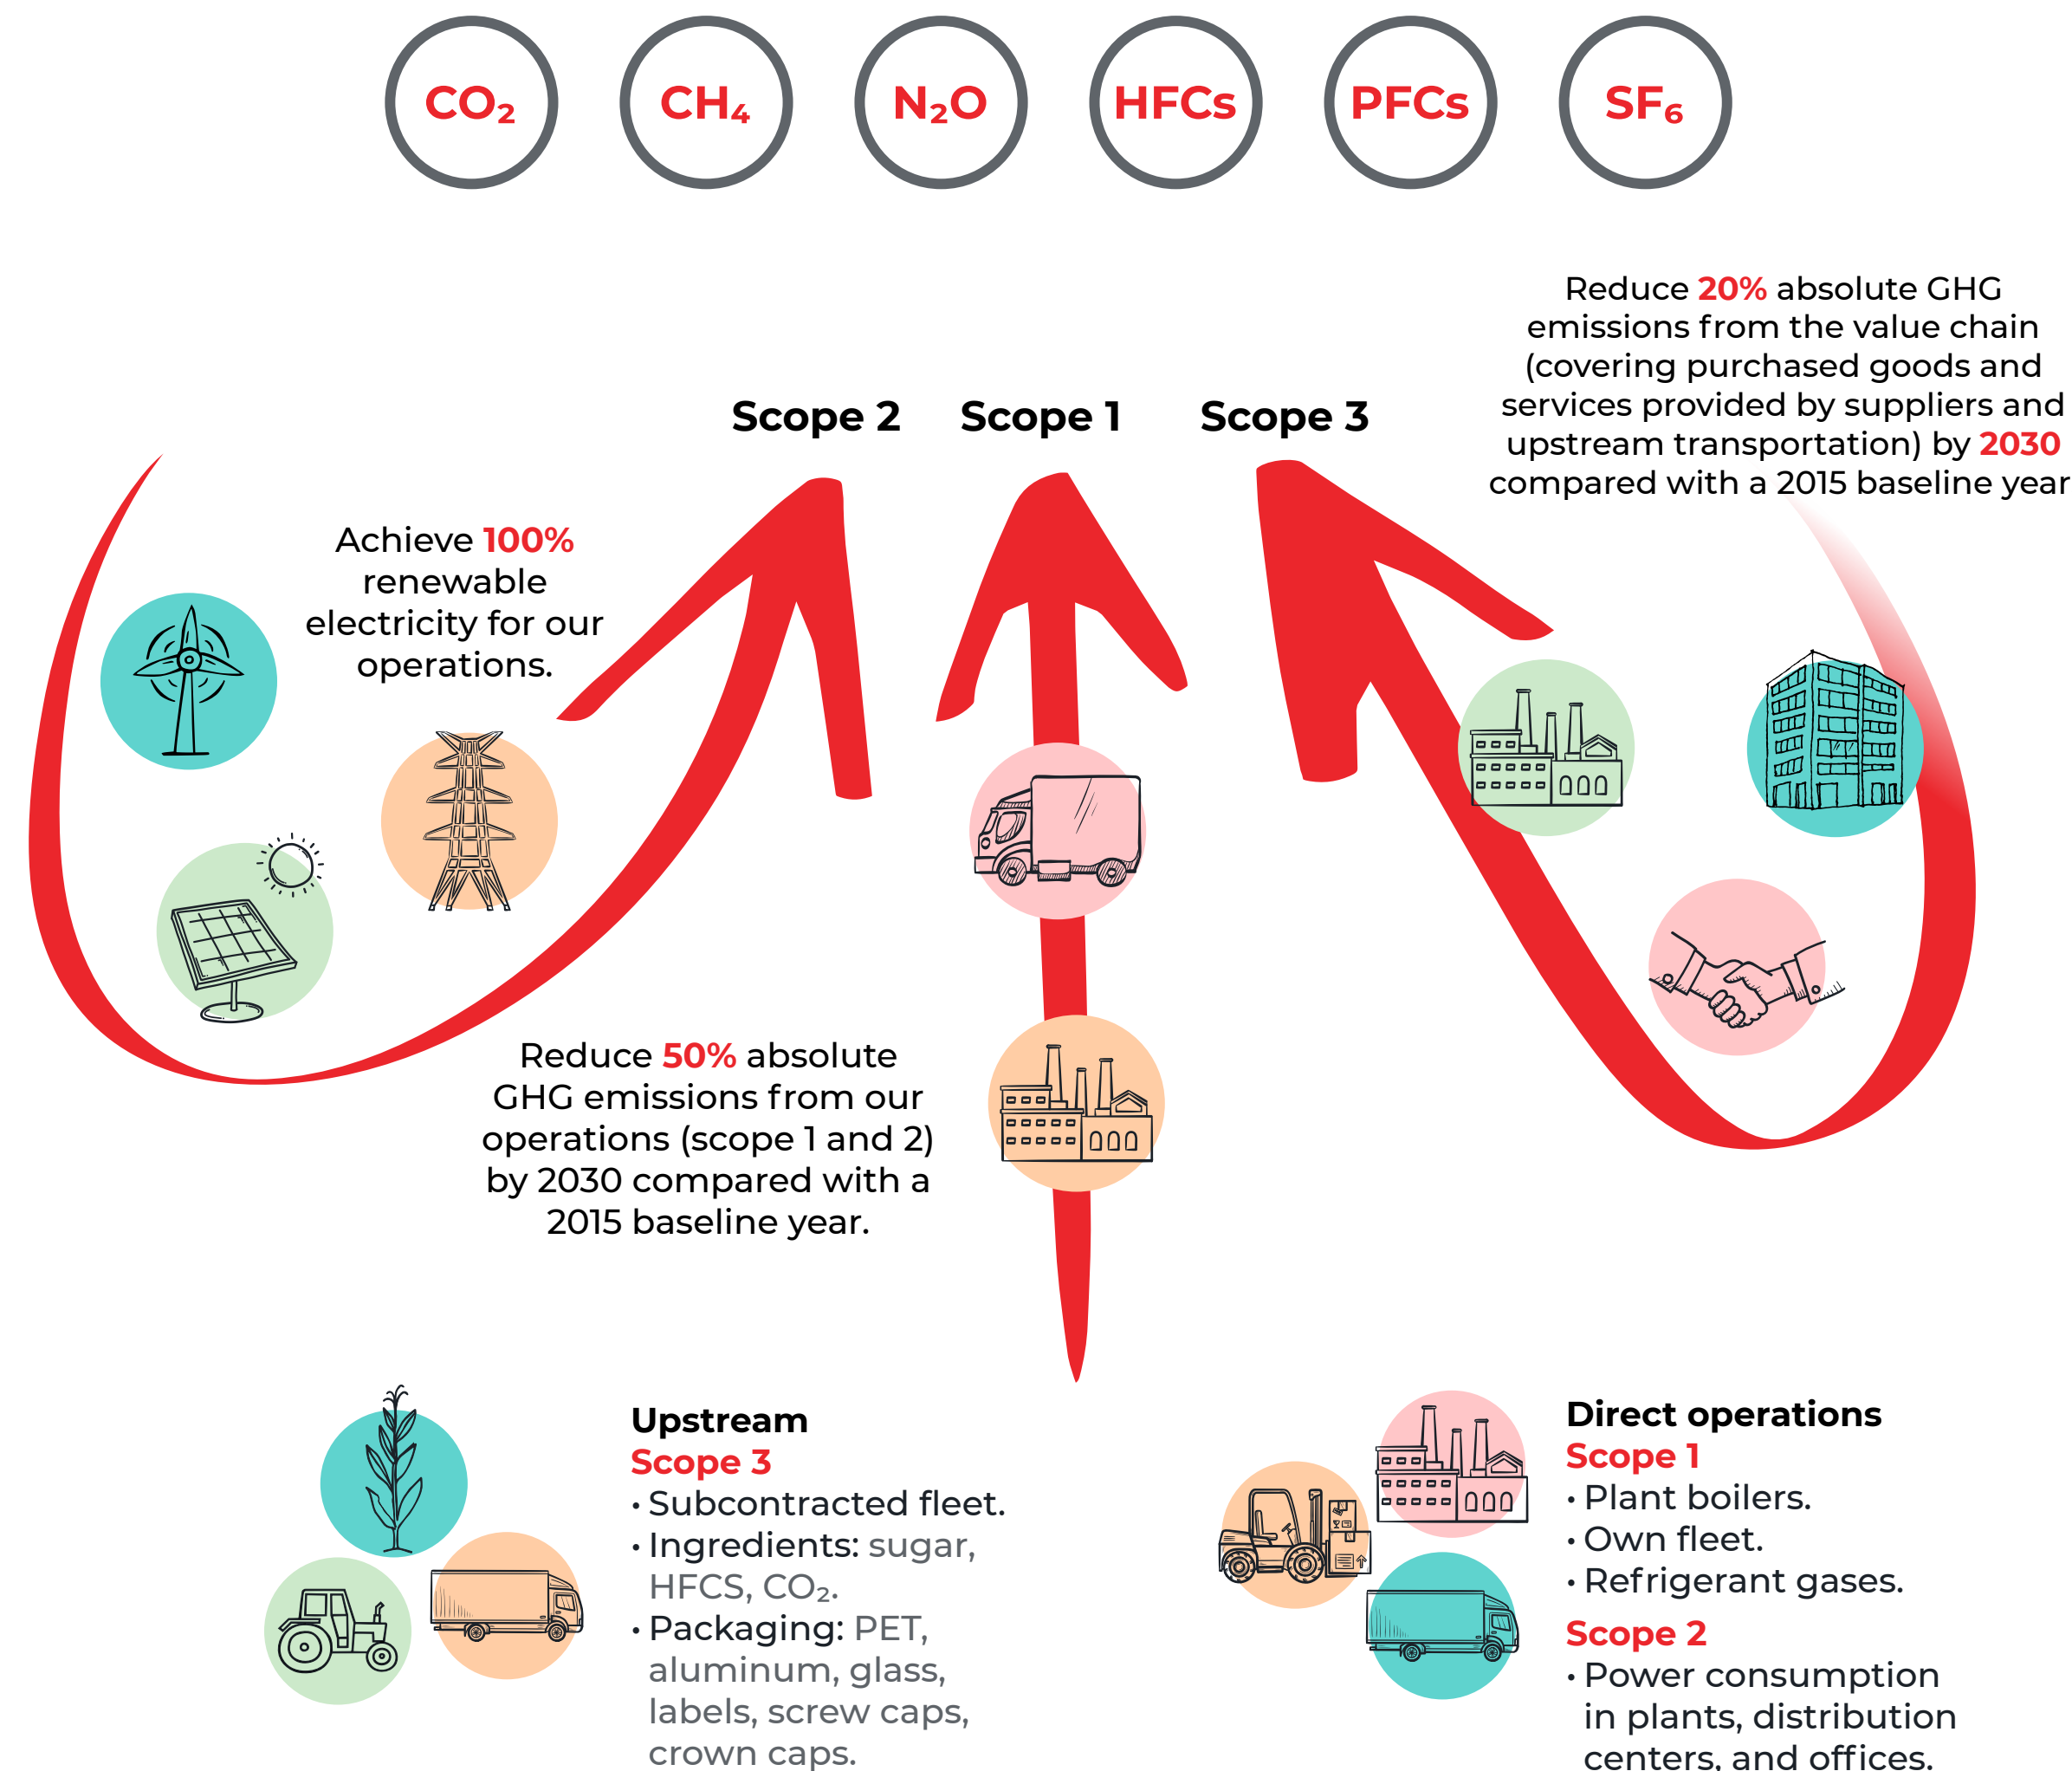 CO₂
CH₄
N₂O
HFCs
PFCs
SF₆
Reduce 20% absolute GHG
emissions from the value chain
(covering purchased goods and
services provided by suppliers and
upstream transportation) by 2030
compared with a 2015 baseline year
Scope 2
Scope 1
Scope 3
Achieve 100%
renewable
electricity for our
operations.
Reduce 50% absolute
GHG emissions from our
operations (scope 1 and 2)
by 2030 compared with a
2015 baseline year.
Upstream
Scope 3
• Subcontracted fleet.
• Ingredients: sugar,
HFCS, CO₂.
• Packaging: PET,
aluminum, glass,
labels, screw caps,
crown caps.
Direct operations
Scope 1
• Plant boilers.
• Own fleet.
• Refrigerant gases.
Scope 2
• Power consumption
in plants, distribution
centers, and offices.